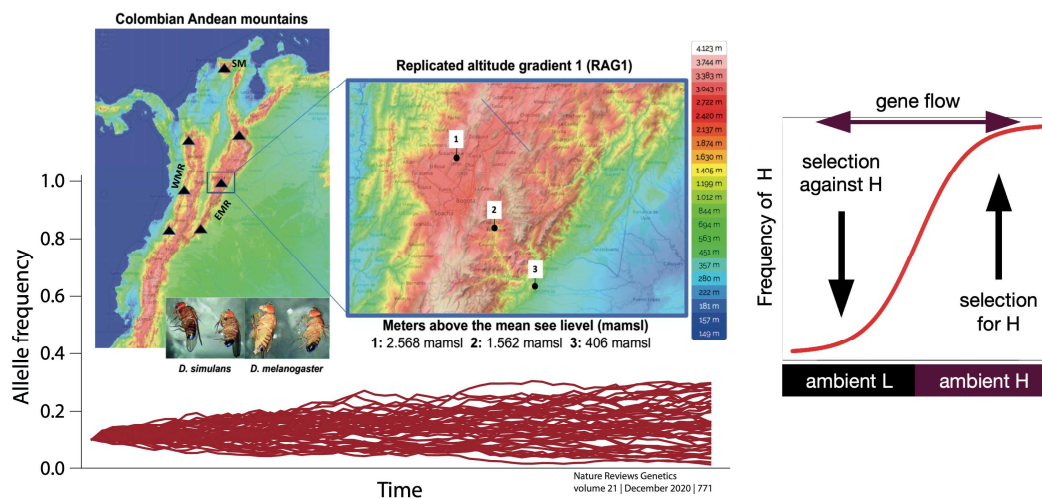 Colombian Andean mountains
SM
WMR
EMR
D. simulans D. melanogaster
Replicated altitude gradient 1 (RAG1)
1
2
3
Meters above the mean see lievel (mamsl)
1: 2.568 mamsl 2: 1.562 mamsl 3: 406 mamsl
4.123 m
3.744 m
3.383 m
3.043 m
2.722 m
2.420 m
2.137 m
1.874 m
1.630 m
1.405 m
1.199 m
1.012 m
844 m
694 m
563 m
451 m
357 m
280 m
222 m
181 m
157 m
149 m
Allele frequency
1.0
0.8
0.6
0.4
0.2
0.0
Time
Nature Reviews Genetics
volume 21 | December 2020 | 771
gene flow
Frequency of H
selection
against H
selection
for H
ambient L ambient H